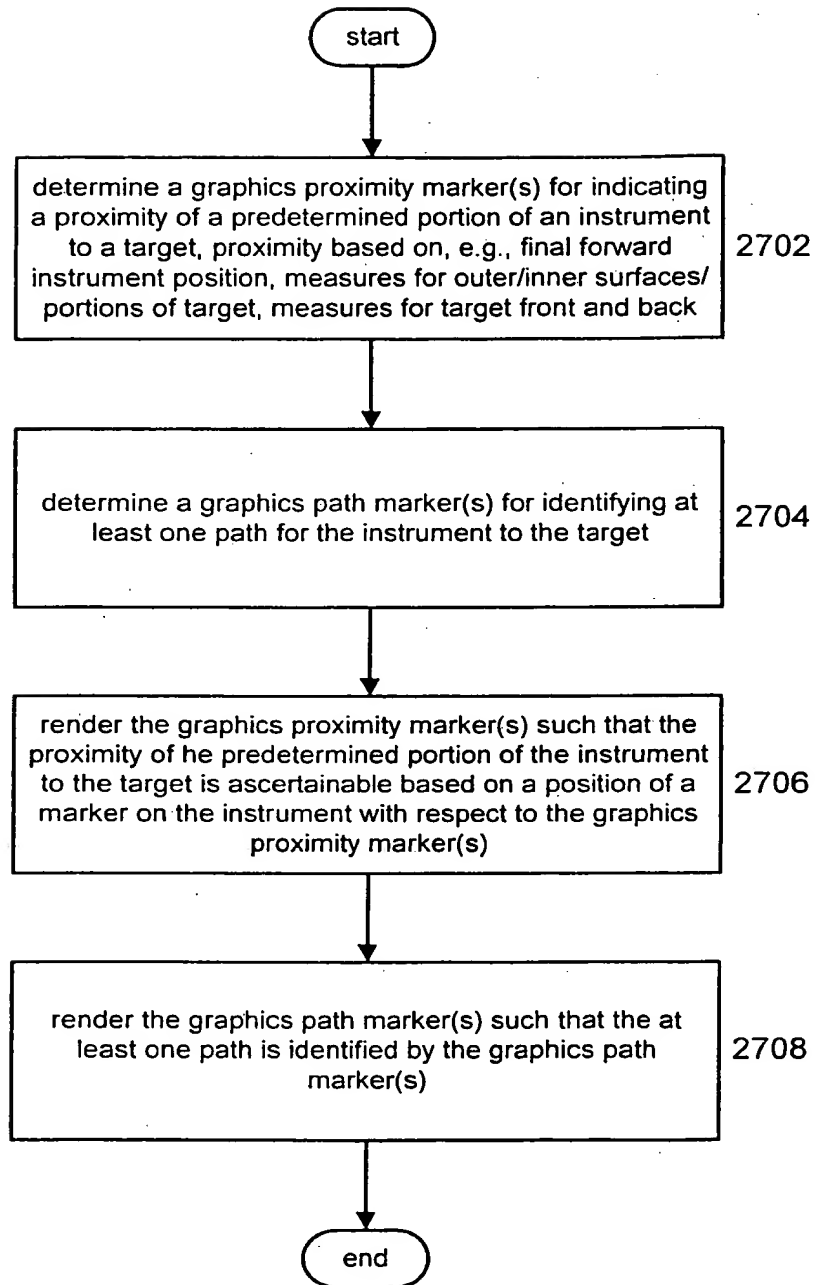 start
determine a graphics proximity marker(s) for indicating
a proximity of a predetermined portion of an instrument
to a target, proximity based on, e.g., final forward
instrument position, measures for outer/inner surfaces/
portions of target, measures for target front and back
2702
determine a graphics path marker(s) for identifying at
least one path for the instrument to the target
2704
render the graphics proximity marker(s) such that the
proximity of he predetermined portion of the instrument
to the target is ascertainable based on a position of a
marker on the instrument with respect to the graphics
proximity marker(s)
2706
render the graphics path marker(s) such that the at
least one path is identified by the graphics path
marker(s)
2708
end